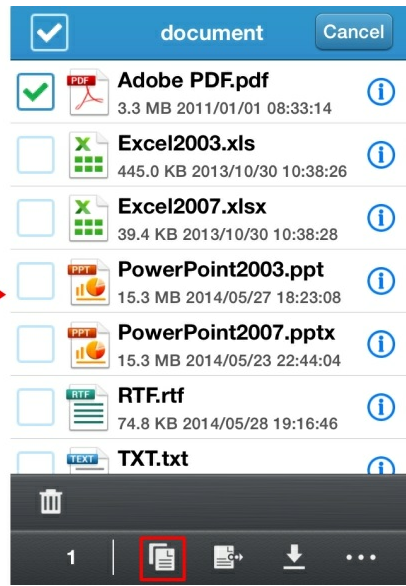 document Cancel
PDF Adobe PDF.pdf
3.3 MB 2011/01/01 08:33:14
X Excel2003.xls
445.0 KB 2013/10/30 10:38:26
X Excel2007.xlsx
39.4 KB 2013/10/30 10:38:28
PPT PowerPoint2003.ppt
15.3 MB 2014/05/27 18:23:08
PPT PowerPoint2007.pptx
15.3 MB 2014/05/23 22:44:04
RTF RTF.rtf
74.8 KB 2014/05/28 19:16:46
TEXT TXT.txt
1